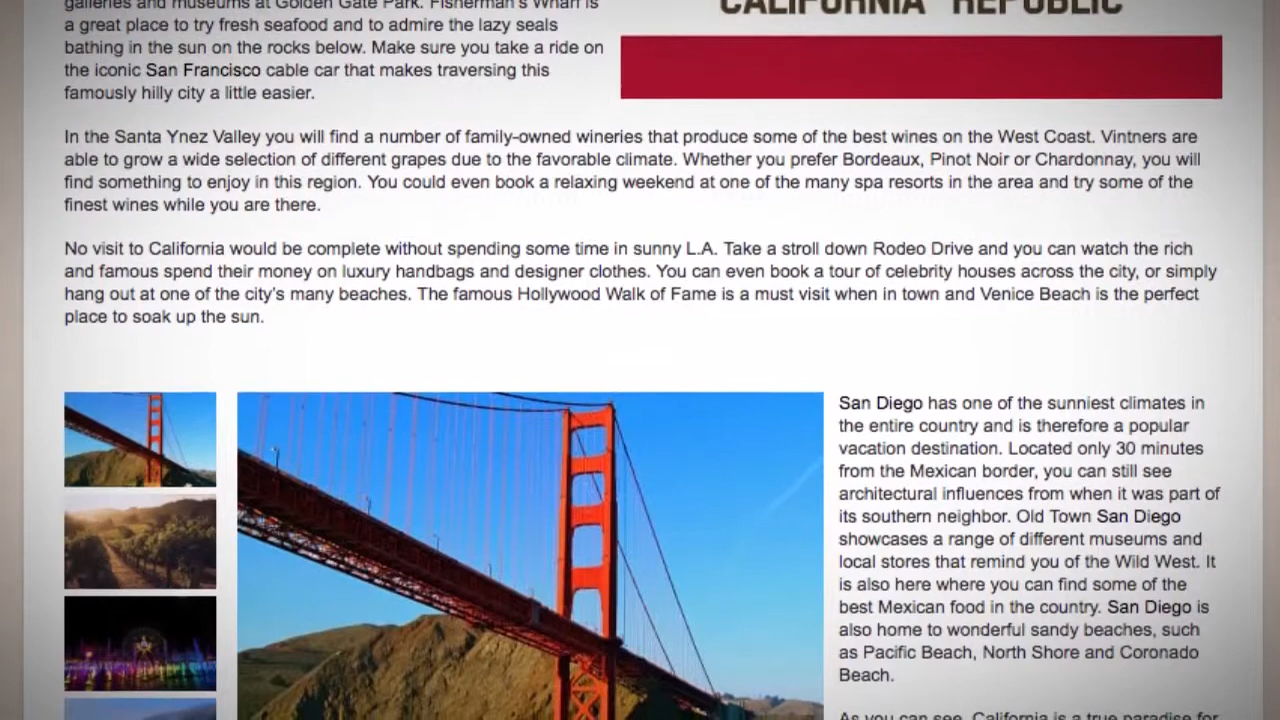 galleries and museums at Golden Gate Park. Fisherman's Wharf is
a great place to try fresh seafood and to admire the lazy seals
bathing in the sun on the rocks below. Make sure you take a ride on
the iconic San Francisco cable car that makes traversing this
famously hilly city a little easier.
CALIFORNIA REPUBLIC
In the Santa Ynez Valley you will find a number of family-owned wineries that produce some of the best wines on the West Coast. Vintners are
able to grow a wide selection of different grapes due to the favorable climate. Whether you prefer Bordeaux, Pinot Noir or Chardonnay, you will
find something to enjoy in this region. You could even book a relaxing weekend at one of the many spa resorts in the area and try some of the
finest wines while you are there.
No visit to California would be complete without spending some time in sunny L.A. Take a stroll down Rodeo Drive and you can watch the rich
and famous spend their money on luxury handbags and designer clothes. You can even book a tour of celebrity houses across the city, or simply
hang out at one of the city's many beaches. The famous Hollywood Walk of Fame is a must visit when in town and Venice Beach is the perfect
place to soak up the sun.
San Diego has one of the sunniest climates in
the entire country and is therefore a popular
vacation destination. Located only 30 minutes
from the Mexican border, you can still see
architectural influences from when it was part of
its southern neighbor. Old Town San Diego
showcases a range of different museums and
local stores that remind you of the Wild West. It
is also here where you can find some of the
best Mexican food in the country. San Diego is
also home to wonderful sandy beaches, such
as Pacific Beach, North Shore and Coronado
Beach.
As you can see, California is a true paradise for